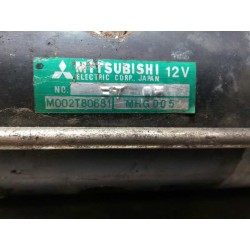 MITSUBISHI 12V
ELECTRIC CORP. JAPAN
NO.
M002T80681 MHG005